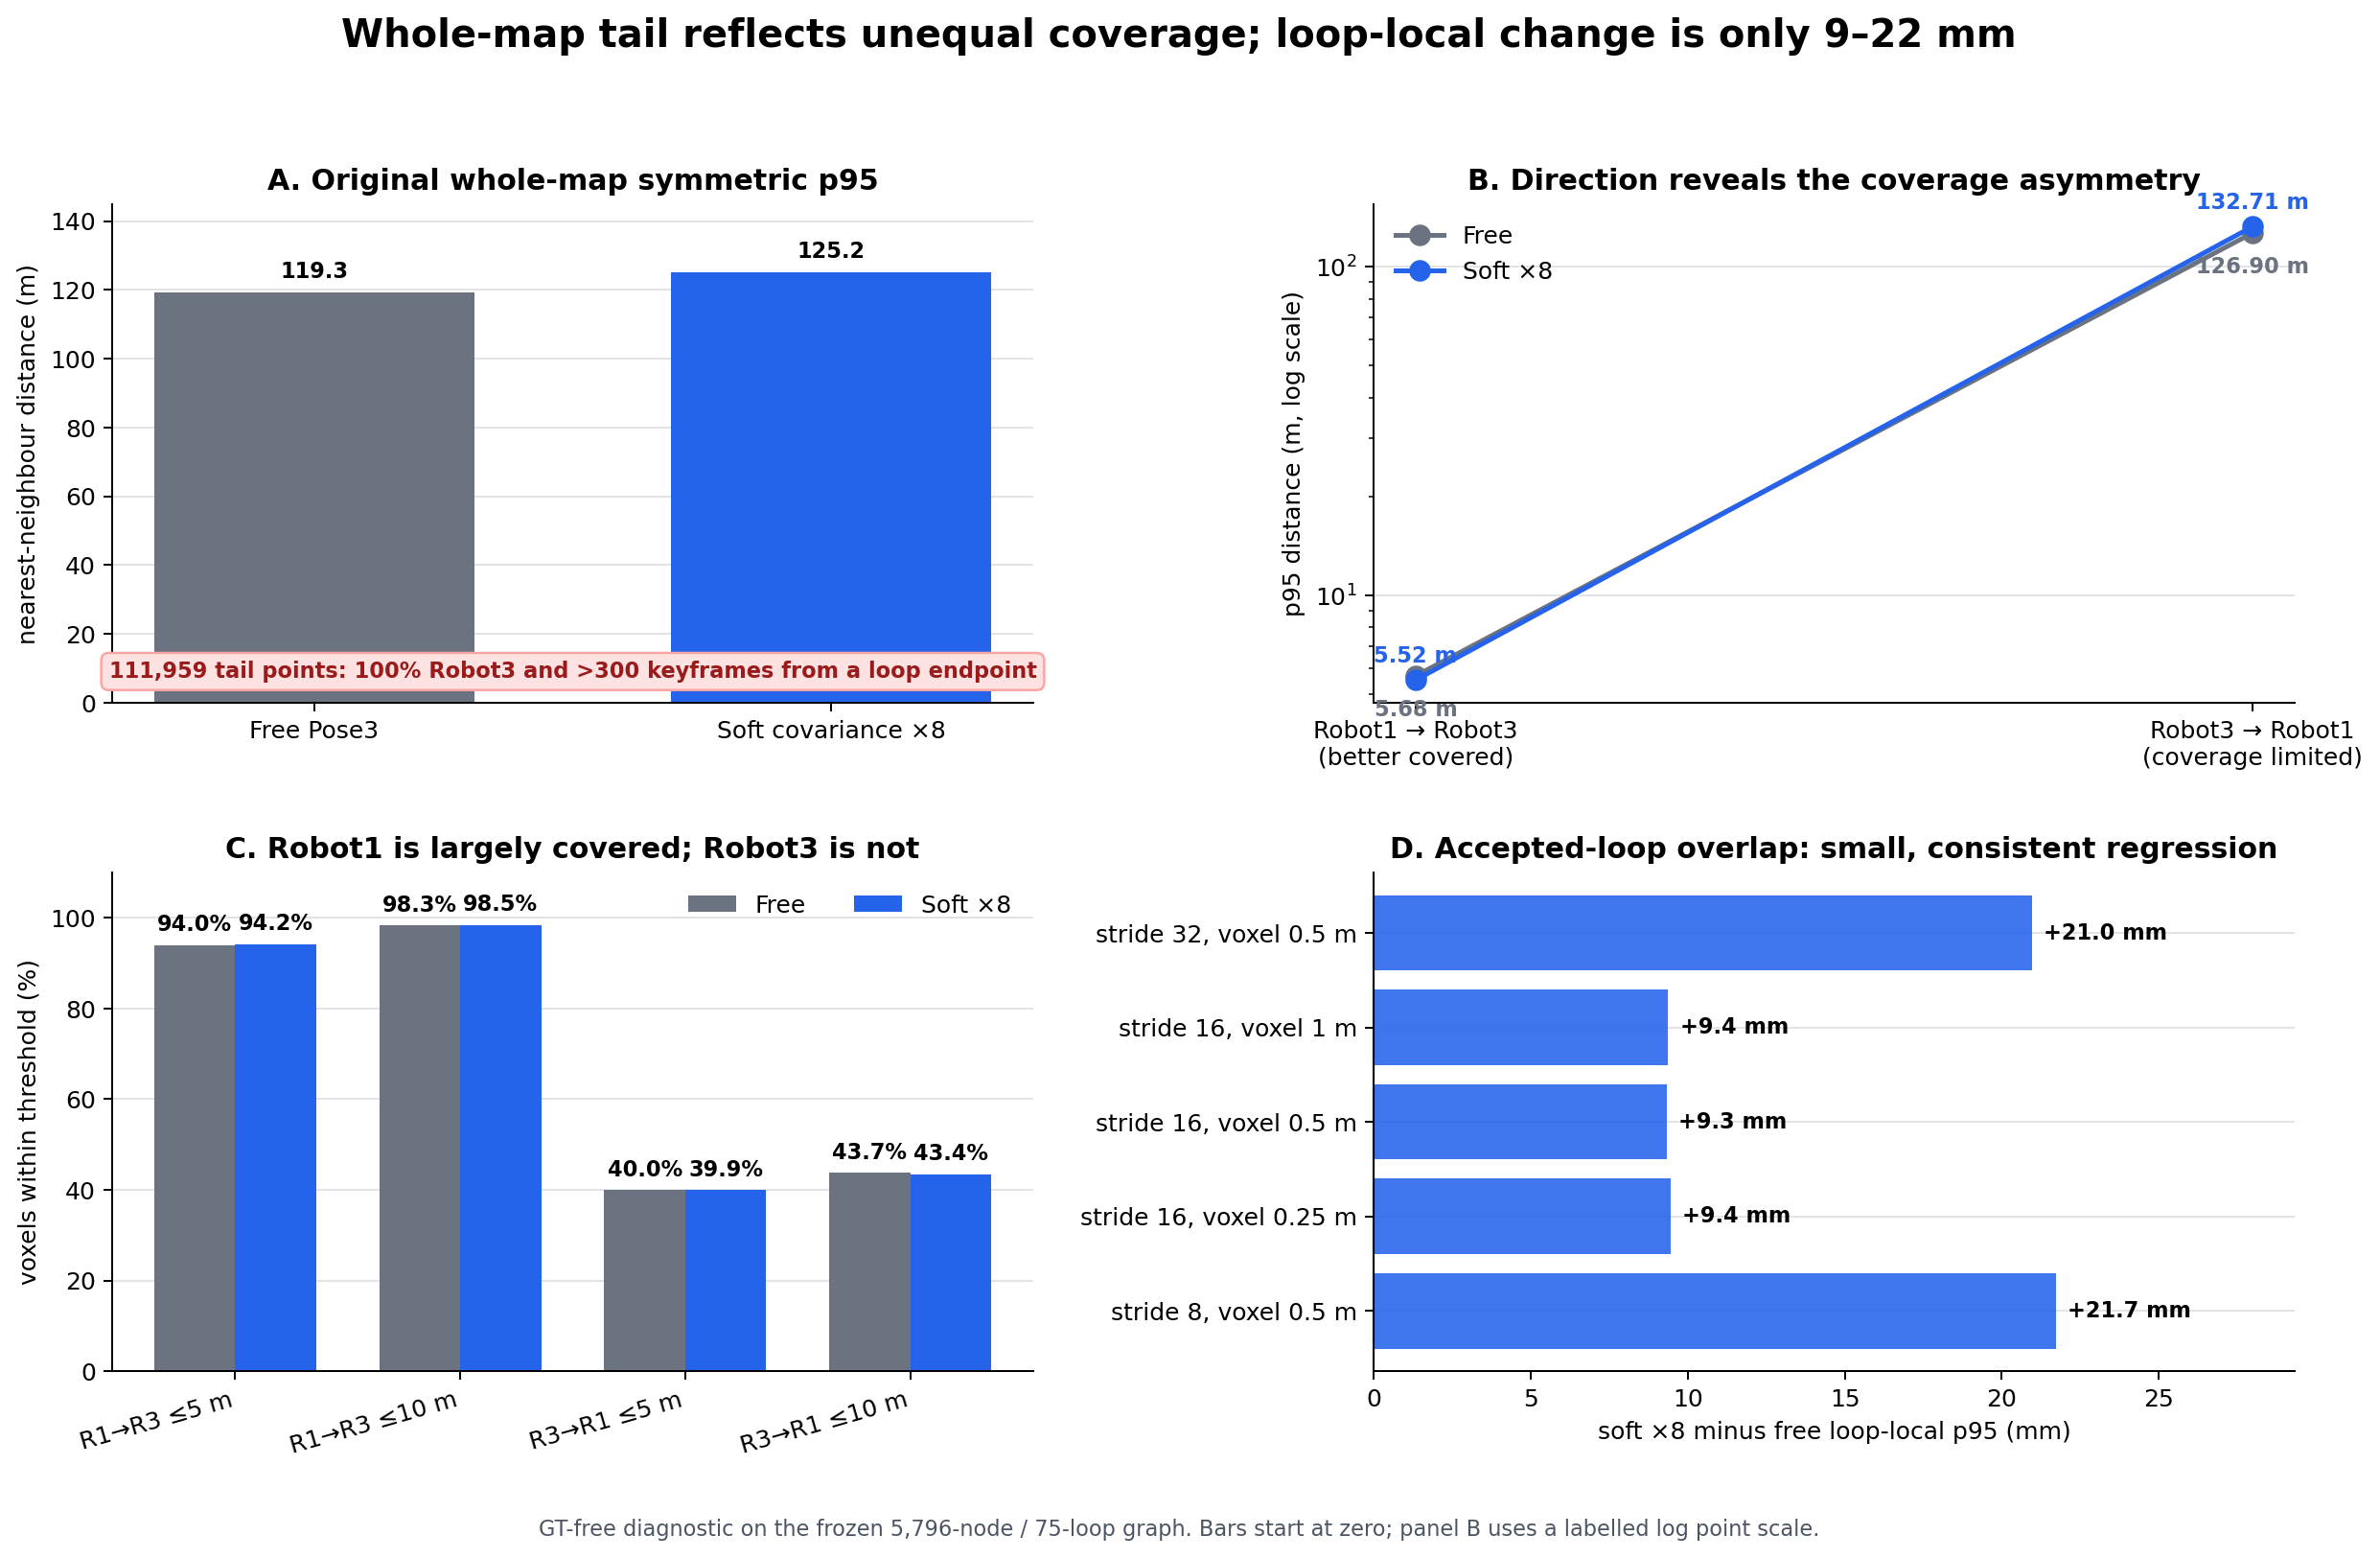 Whole-map tail reflects unequal coverage; loop-local change is only 9–22 mm
A. Original whole-map symmetric p95
nearest-neighbour distance (m)
140
120
100
80
60
40
20
0
119.3
125.2
111,959 tail points: 100% Robot3 and >300 keyframes from a loop endpoint
Free Pose3
Soft covariance ×8
B. Direction reveals the coverage asymmetry
p95 distance (m, log scale)
10²
10¹
Free
Soft ×8
132.71 m
126.90 m
5.52 m
5.68 m
Robot1 → Robot3
(better covered)
Robot3 → Robot1
(coverage limited)
C. Robot1 is largely covered; Robot3 is not
voxels within threshold (%)
100
80
60
40
20
0
Free
Soft ×8
94.0%
94.2%
98.3%
98.5%
40.0%
39.9%
43.7%
43.4%
R1→R3 ≤5 m
R1→R3 ≤10 m
R3→R1 ≤5 m
R3→R1 ≤10 m
D. Accepted-loop overlap: small, consistent regression
stride 32, voxel 0.5 m
+21.0 mm
stride 16, voxel 1 m
+9.4 mm
stride 16, voxel 0.5 m
+9.3 mm
stride 16, voxel 0.25 m
+9.4 mm
stride 8, voxel 0.5 m
+21.7 mm
0
5
10
15
20
25
soft ×8 minus free loop-local p95 (mm)
GT-free diagnostic on the frozen 5,796-node / 75-loop graph. Bars start at zero; panel B uses a labelled log point scale.